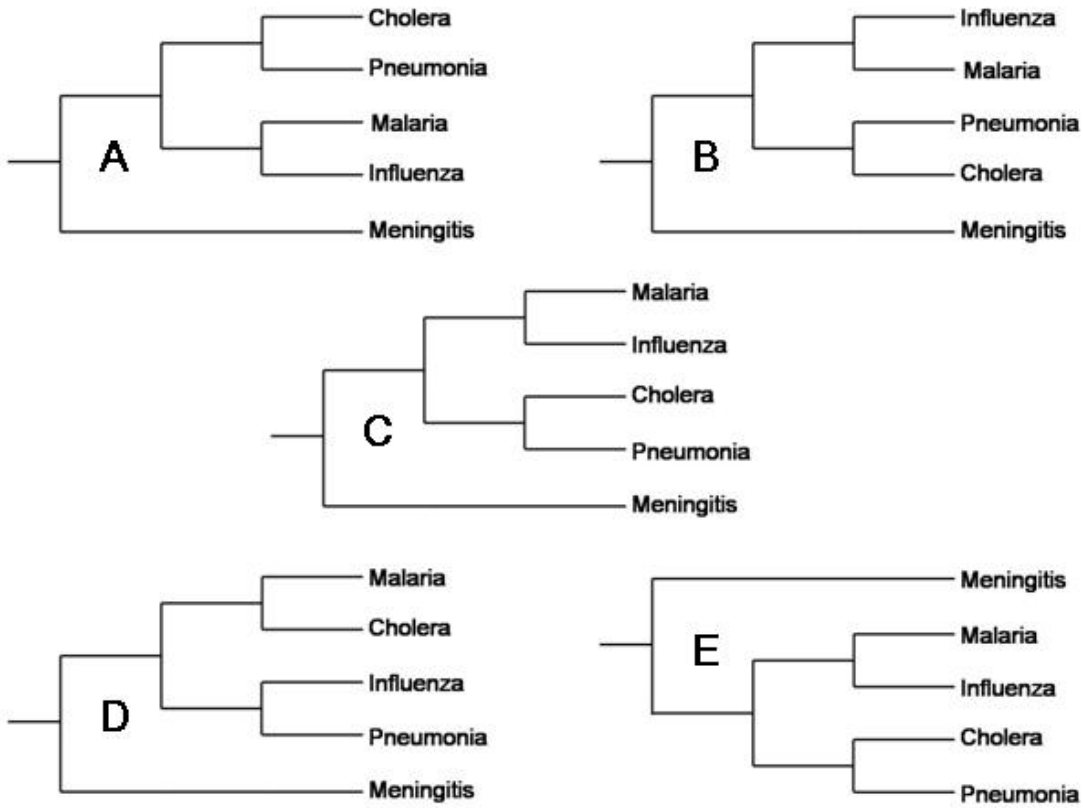 Cholera
Pneumonia
A
Malaria
Influenza
Meningitis
Influenza
Malaria
B
Pneumonia
Cholera
Meningitis
Malaria
Influenza
C
Cholera
Pneumonia
Meningitis
Malaria
Cholera
D
Influenza
Pneumonia
Meningitis
Meningitis
E
Malaria
Influenza
Cholera
Pneumonia